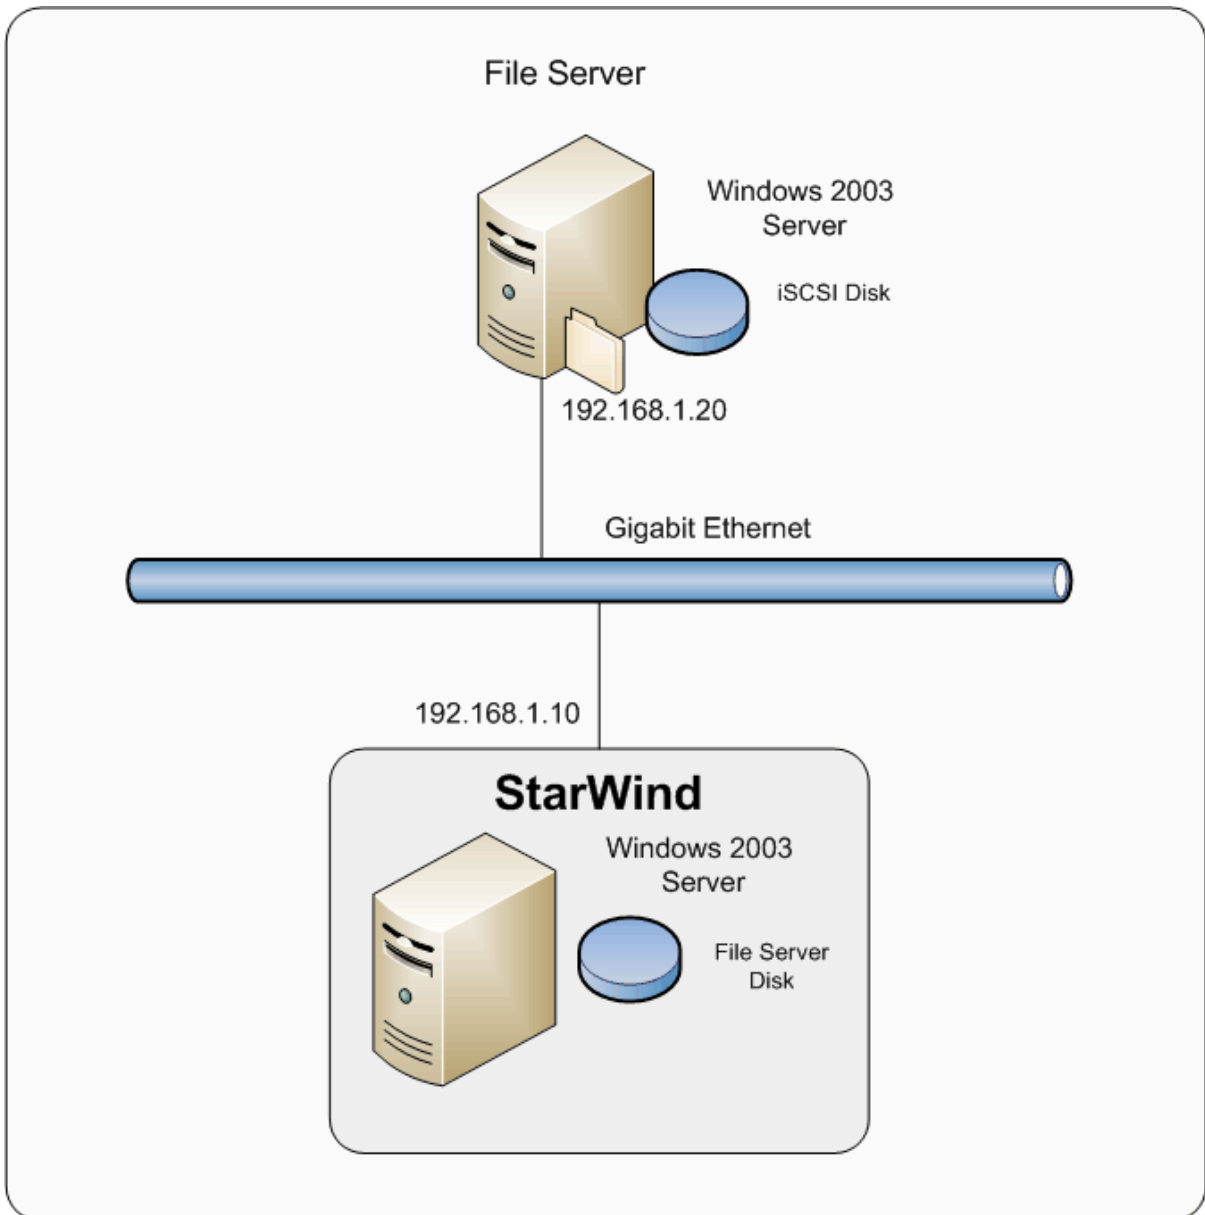 File Server
Windows 2003
Server
iSCSI Disk
192.168.1.20
Gigabit Ethernet
192.168.1.10
StarWind
Windows 2003
Server
File Server
Disk